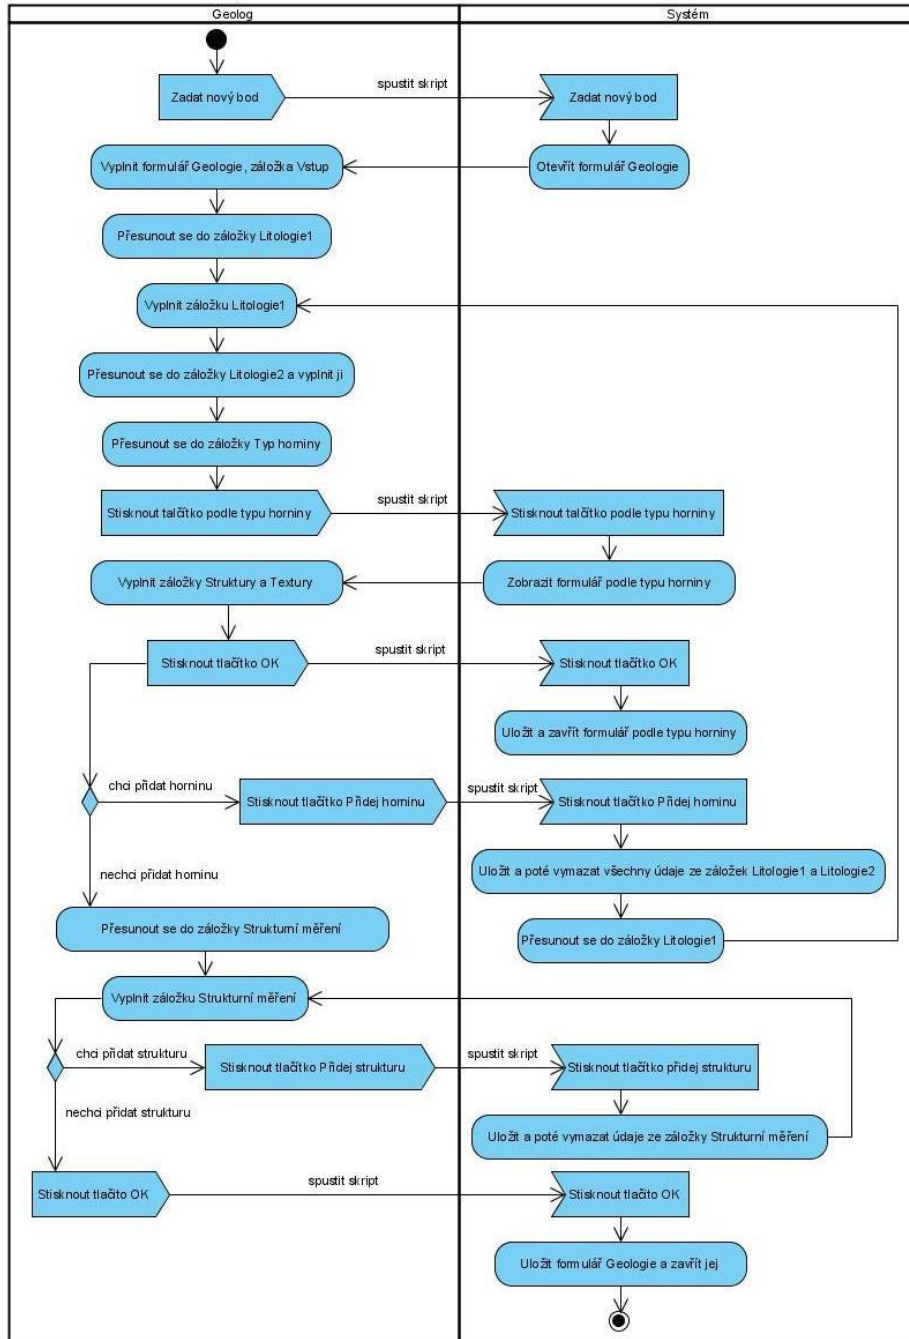 Geolog
Systém
Zadat nový bod
spustit skript
Zadat nový bod
Vyplnit formulář Geologie, záložka Vstup
Otevřít formulář Geologie
Přesunout se do záložky Litologie1
Vyplnit záložku Litologie1
Přesunout se do záložky Litologie2 a vyplnit ji
Přesunout se do záložky Typ horniny
Stisknout talčítko podle typu horniny
spustit skript
Stisknout talčítko podle typu horniny
Vyplnit záložky Struktury a Textury
Zobrazit formulář podle typu horniny
Stisknout tlačítko OK
spustit skript
Stisknout tlačítko OK
Uložit a zavřít formulář podle typu horniny
chci přidat horninu
Stisknout tlačítko Přidej horninu
spustit skript
Stisknout tlačítko Přidej horninu
nechci přidat horninu
Uložit a poté vymazat všechny údaje ze záložek Litologie1 a Litologie2
Přesunout se do záložky Strukturní měření
Přesunout se do záložky Litologie1
Vyplnit záložku Strukturní měření
chci přidat strukturu
Stisknout tlačítko Přidej strukturu
spustit skript
Stisknout tlačítko přidej strukturu
nechci přidat strukturu
Uložit a poté vymazat údaje ze záložky Strukturní měření
Stisknout tlačíto OK
spustit skript
Stisknout tlačíto OK
Uložit formulář Geologie a zavřít jej